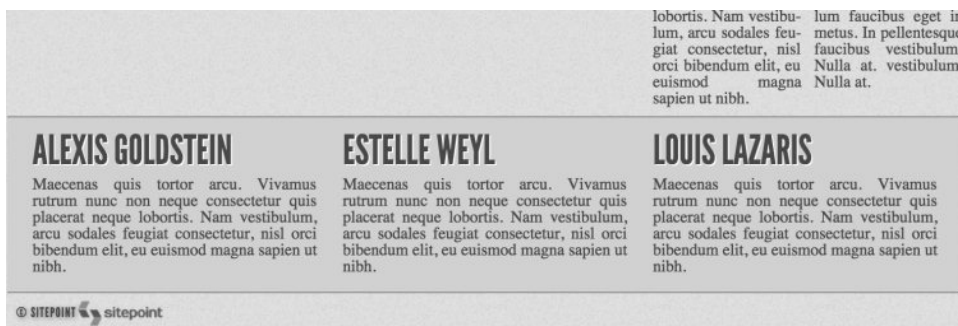 lobortis. Nam vestibu-
lum, arcu sodales feu-
giat consectetur, nisl
orci bibendum elit, eu
euismod magna
sapien ut nibh.
lum faucibus eget in
metus. In pellentesque
faucibus vestibulum.
Nulla at. vestibulum
Nulla at.
ALEXIS GOLDSTEIN
Maecenas quis tortor arcu. Vivamus
rutrum nunc non neque consectetur quis
placerat neque lobortis. Nam vestibulum,
arcu sodales feugiat consectetur, nisl orci
bibendum elit, eu euismod magna sapien ut
nibh.
ESTELLE WEYL
Maecenas quis tortor arcu. Vivamus
rutrum nunc non neque consectetur quis
placerat neque lobortis. Nam vestibulum,
arcu sodales feugiat consectetur, nisl orci
bibendum elit, eu euismod magna sapien ut
nibh.
LOUIS LAZARIS
Maecenas quis tortor arcu. Vivamus
rutrum nunc non neque consectetur quis
placerat neque lobortis. Nam vestibulum,
arcu sodales feugiat consectetur, nisl orci
bibendum elit, eu euismod magna sapien ut
nibh.
© SITEPOINT sitepoint